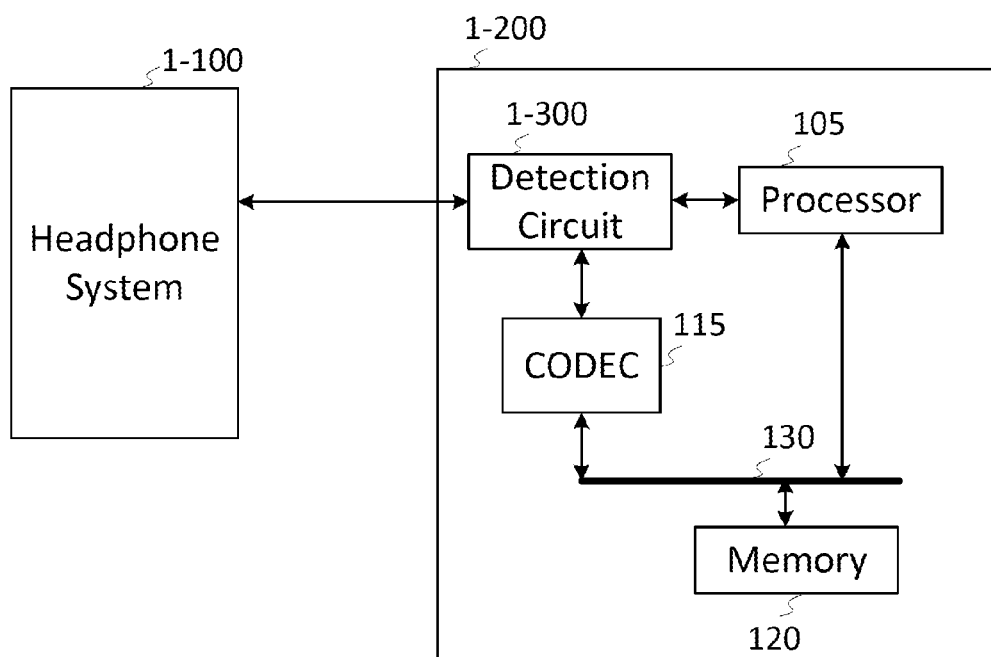 1-200
1-100
1-300
105
Detection
Circuit
Processor
Headphone
System
115
CODEC
130
Memory
120